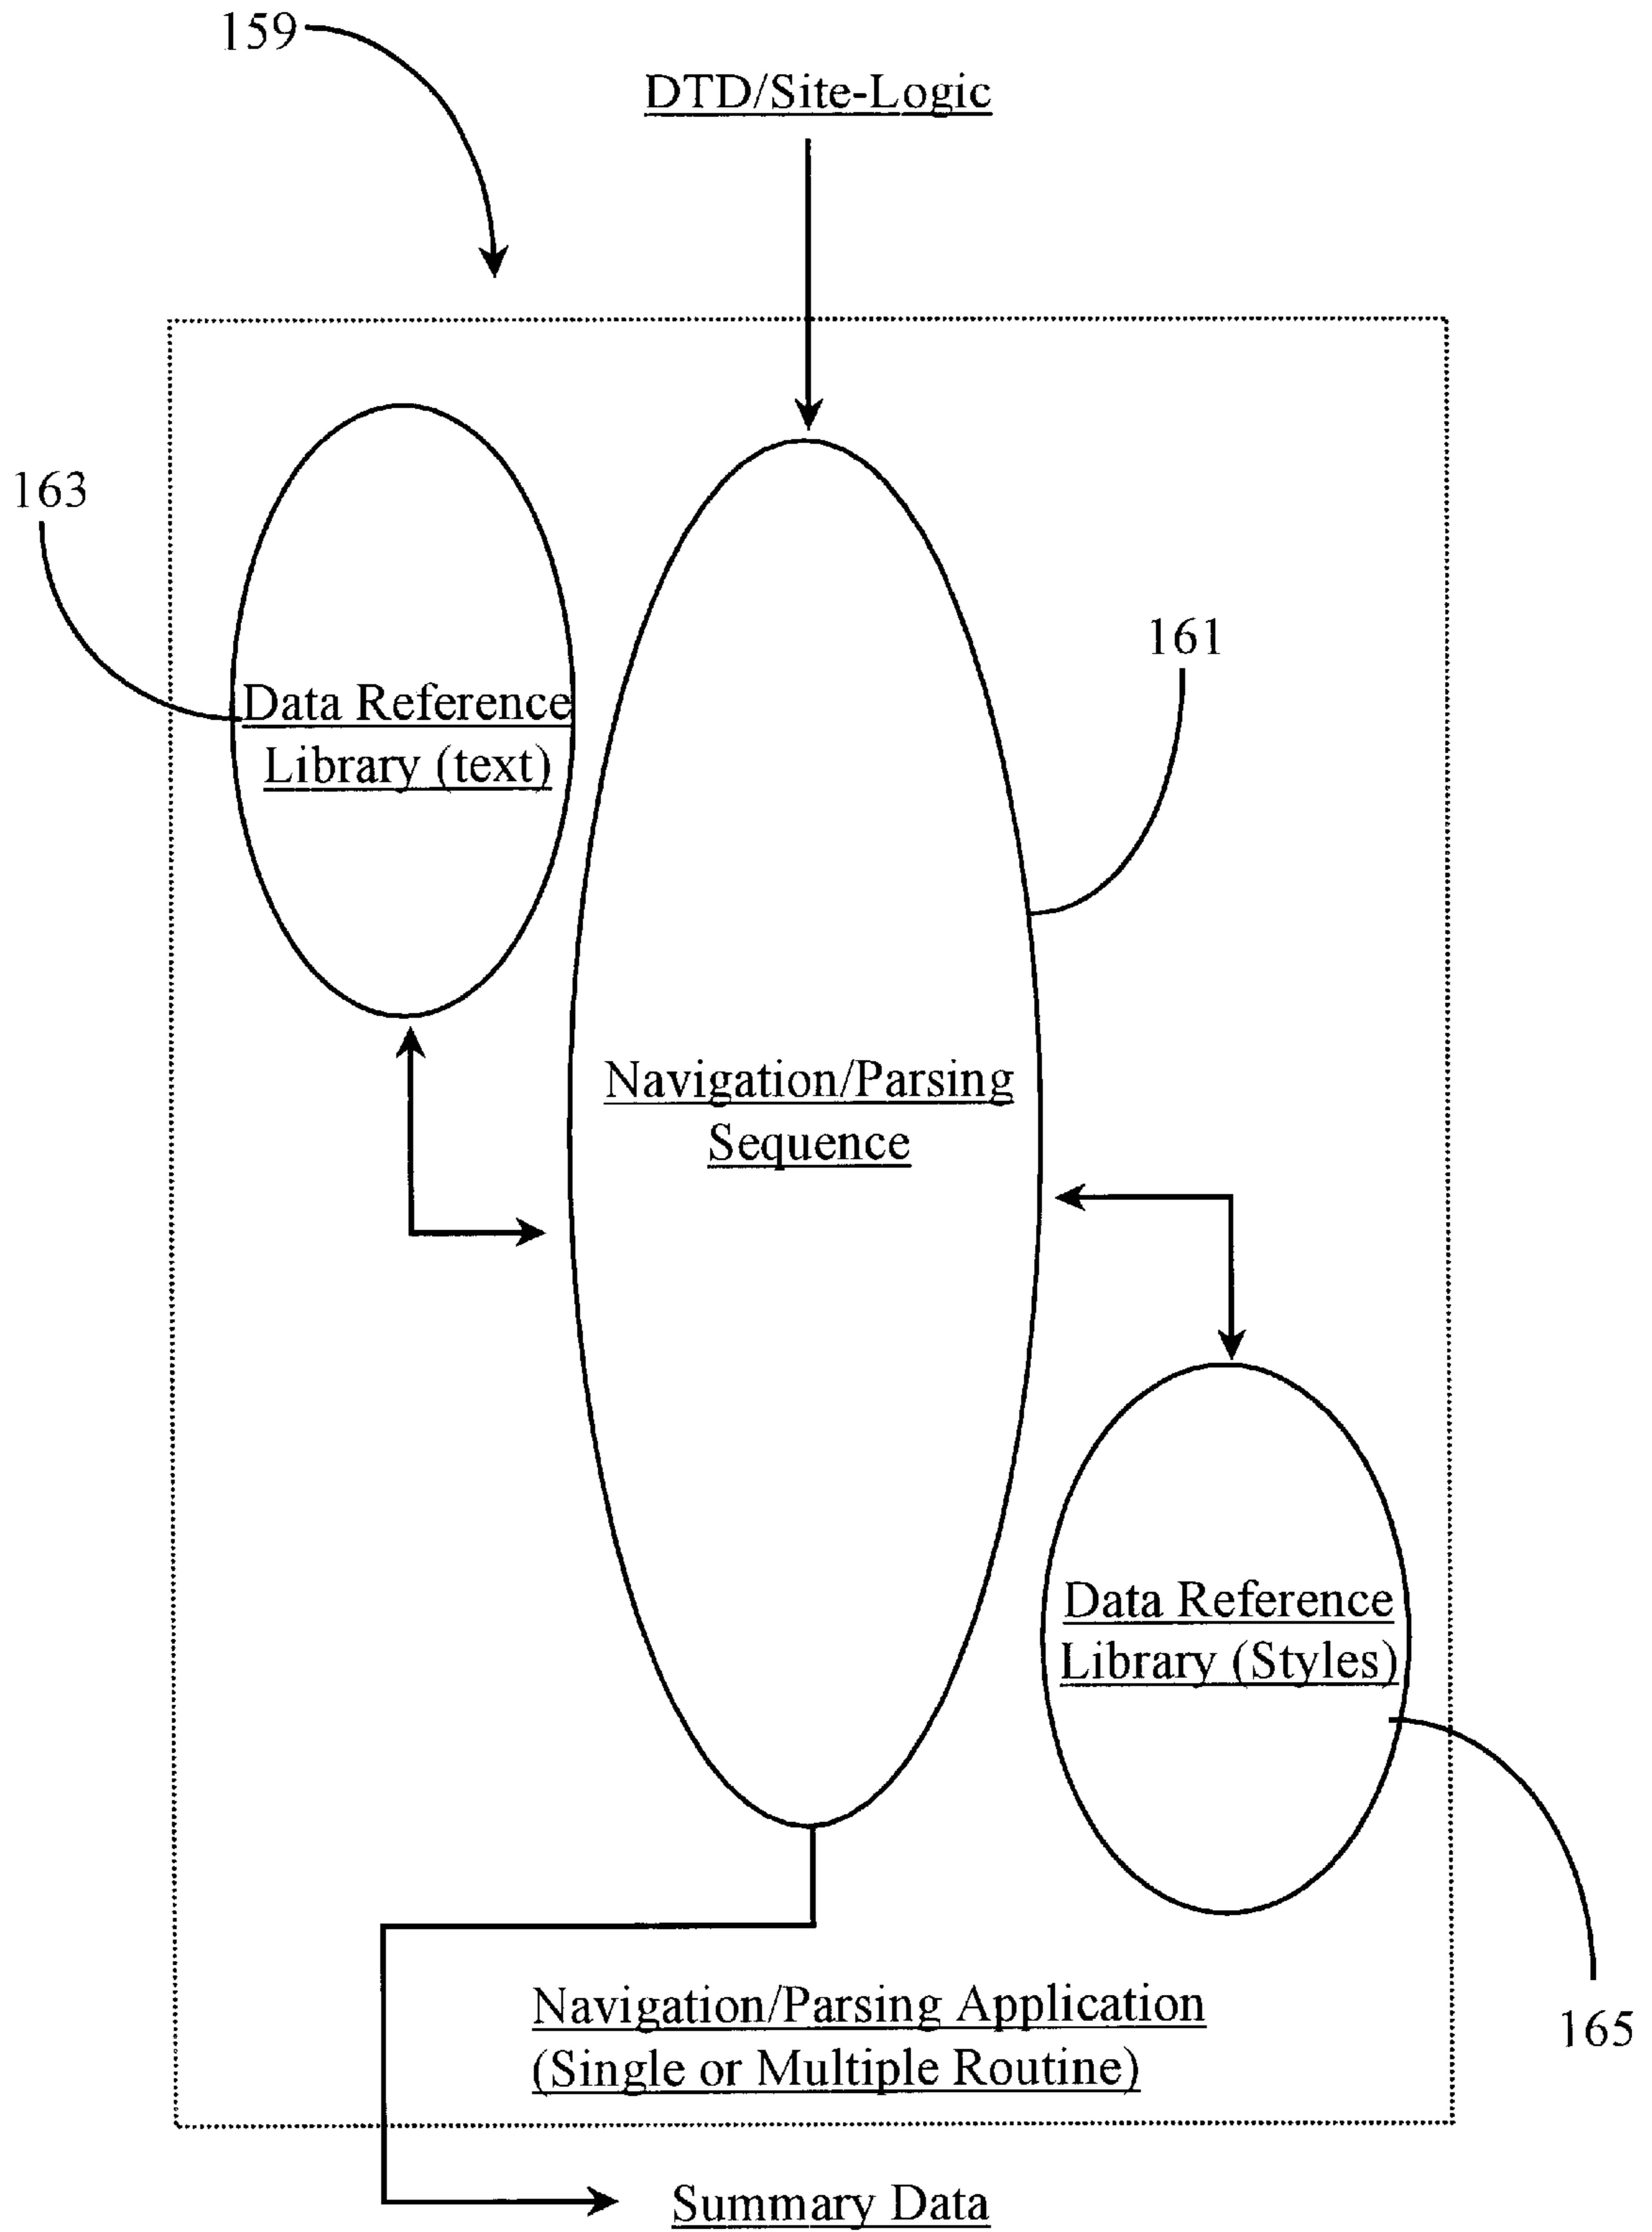 159
DTD/Site-Logic
163
161
Data Reference
Library (text)
Navigation/Parsing
Sequence
Data Reference
Library (Styles)
Navigation/Parsing Application
(Single or Multiple Routine)
165
Summary Data